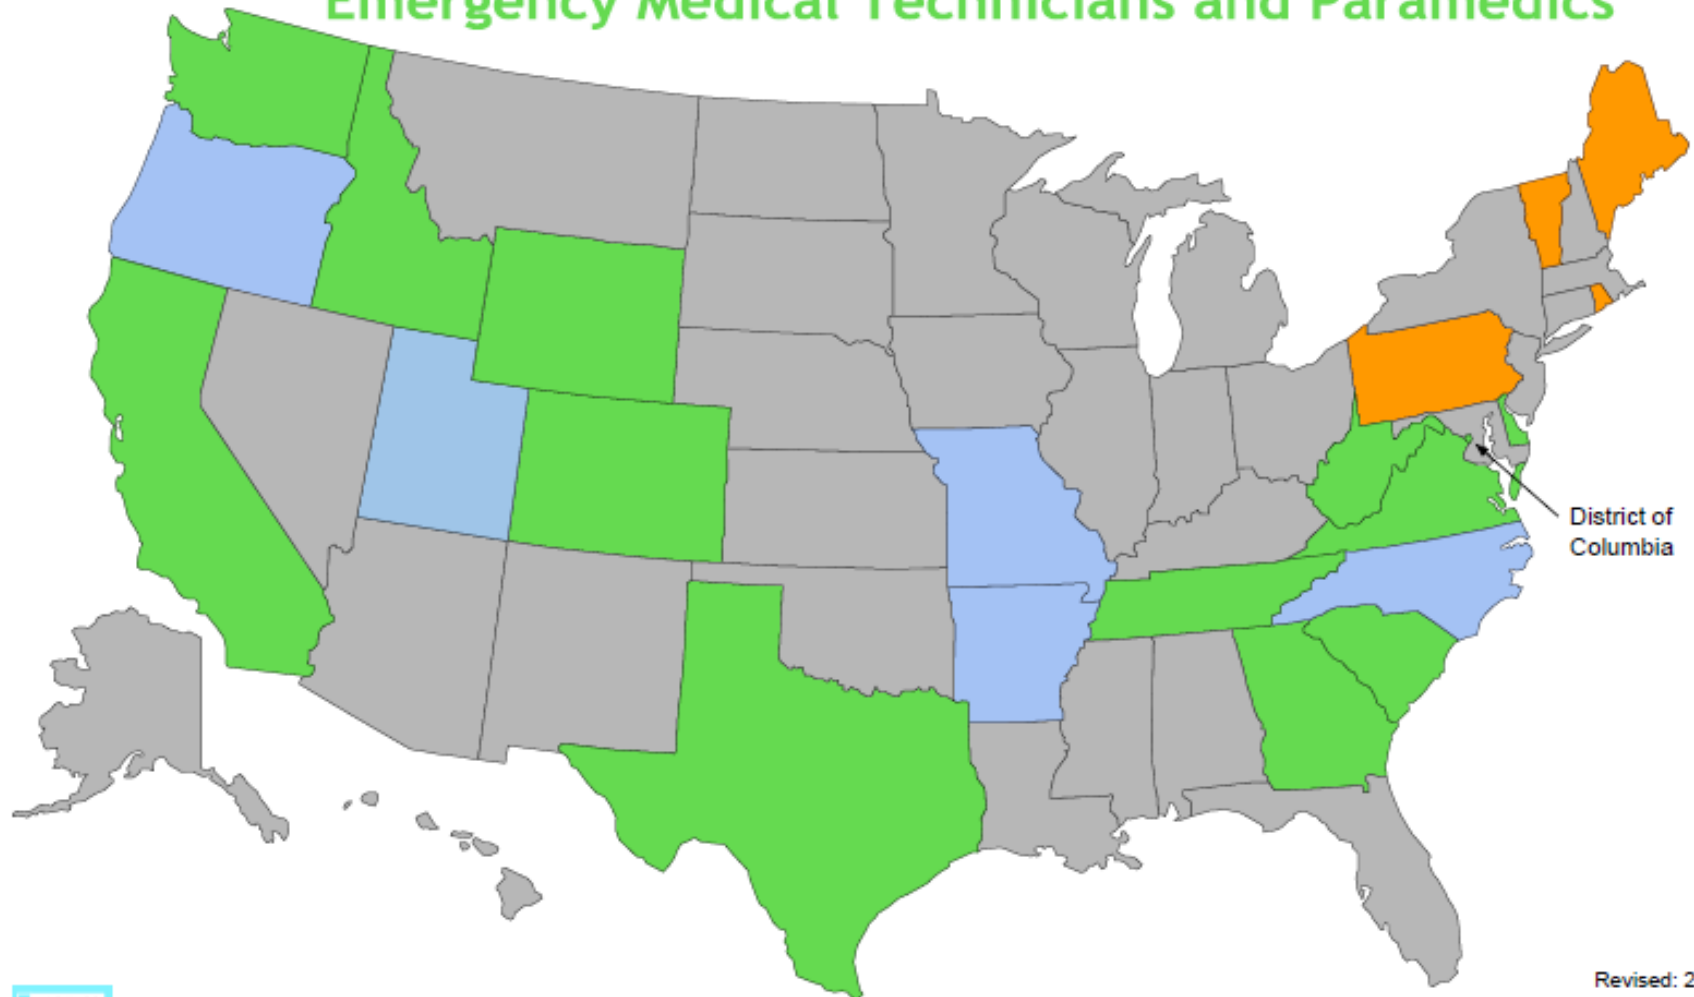 Emergency Medical Technicians and Paramedics
District of
Columbia
Revised: 2